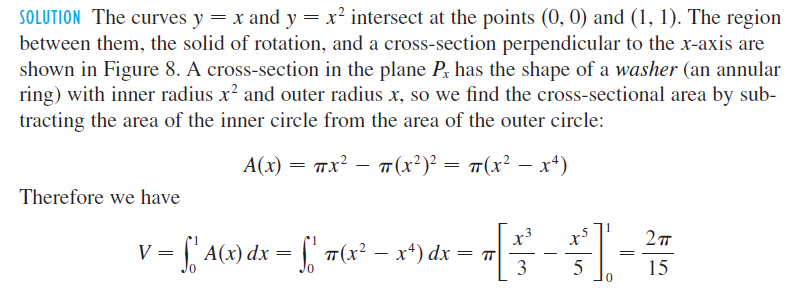 SOLUTION The curves y = x and y = x² intersect at the points (0, 0) and (1, 1). The region
between them, the solid of rotation, and a cross-section perpendicular to the x-axis are
shown in Figure 8. A cross-section in the plane Pₓ has the shape of a washer (an annular
ring) with inner radius x² and outer radius x, so we find the cross-sectional area by sub-
tracting the area of the inner circle from the area of the outer circle:
A(x) = πx² − π(x²)² = π(x² − x⁴)
Therefore we have
V = ∫₀¹ A(x) dx = ∫₀¹ π(x² − x⁴) dx = π[x³/3 − x⁵/5]₀¹ = 2π/15